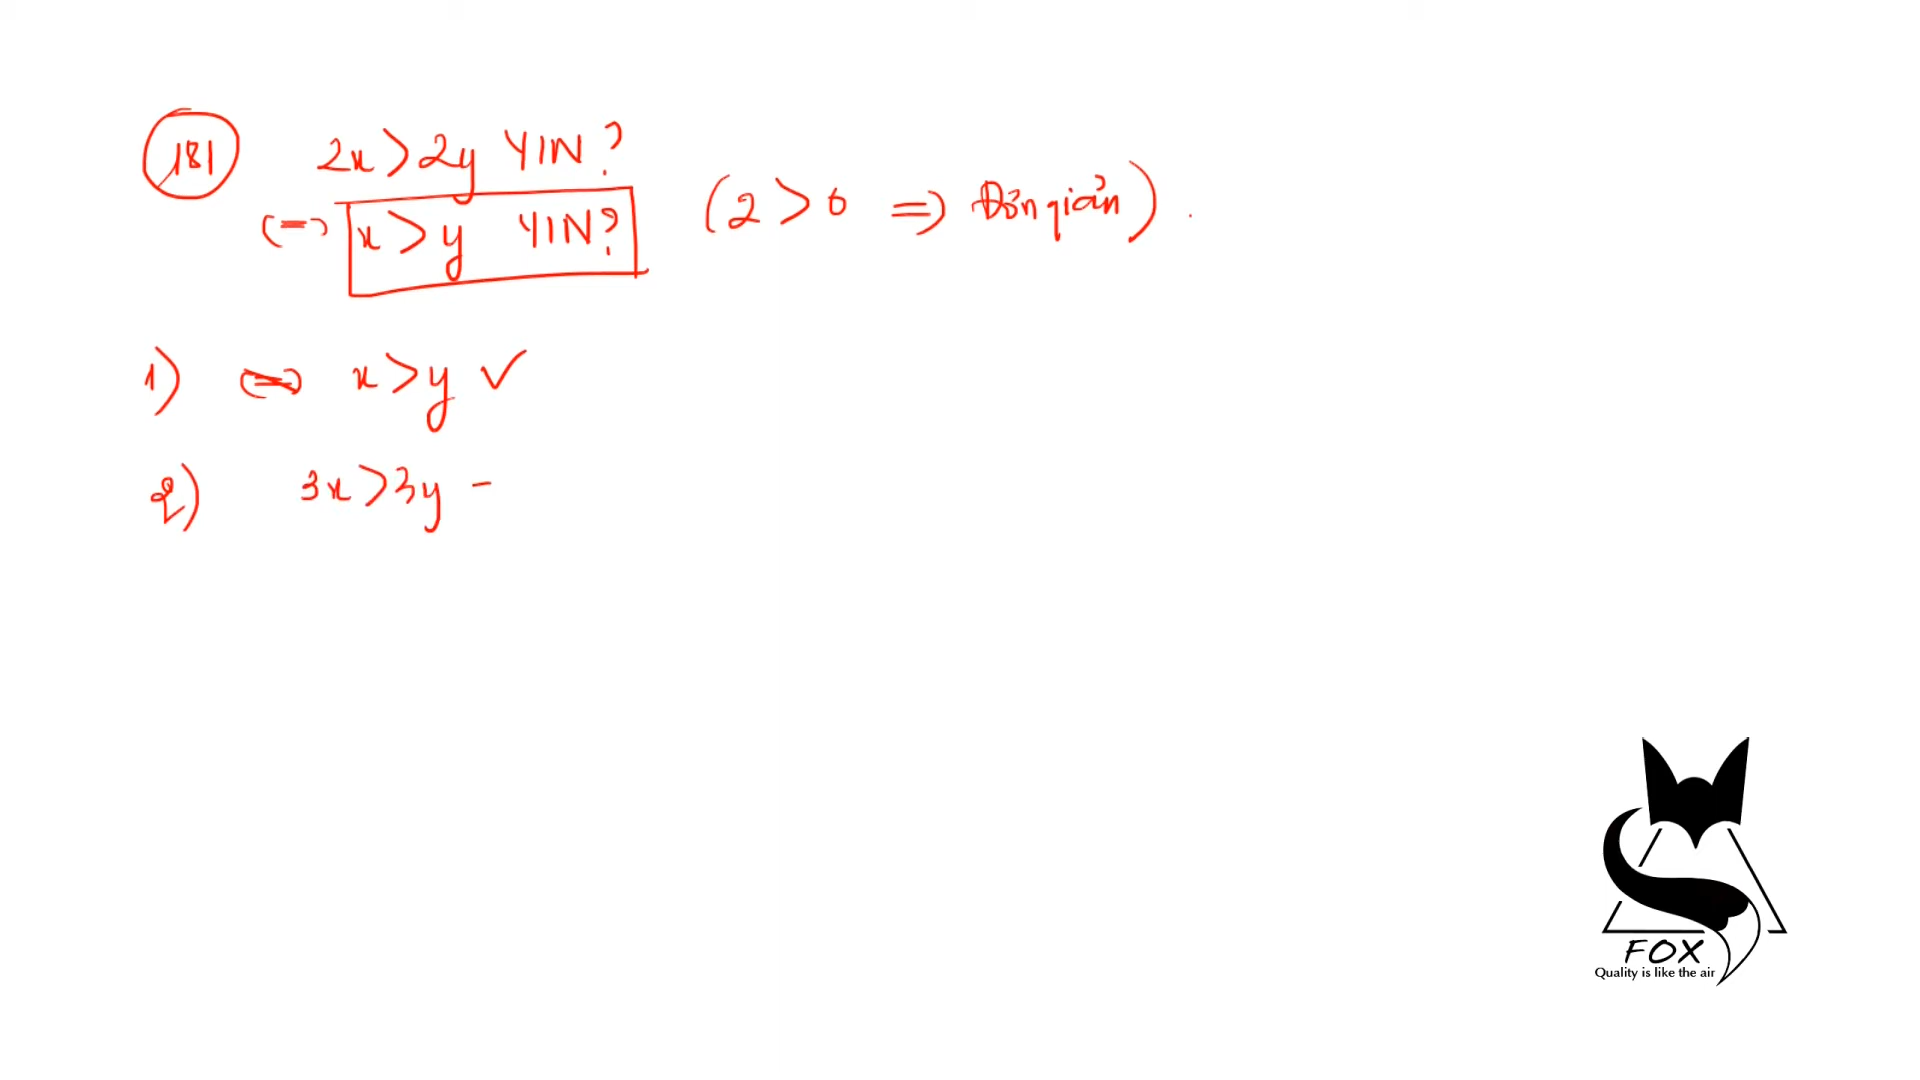 181 2x > 2y Y/N?
<=> x > y Y/N? (2 > 0 => Đơn giản).
1) <=> x > y ✓
2) 3x > 3y -
FOX
Quality is like the air